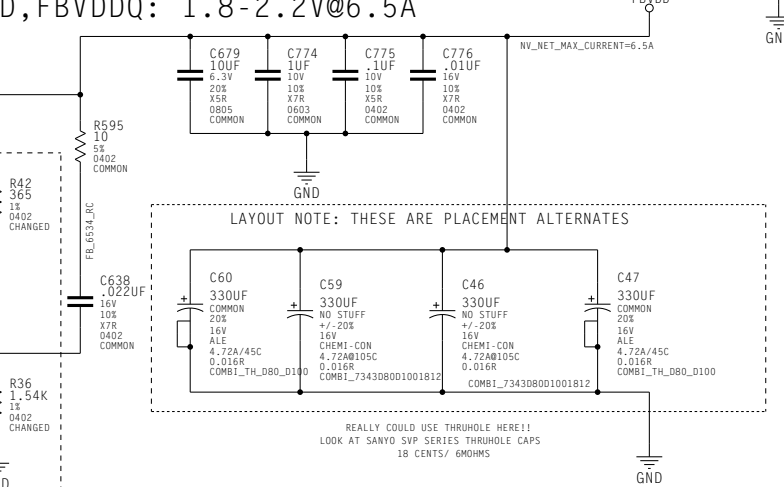 D,FBVDDQ: 1.8-2.2V@6.5A
FBVDD
GN
NV_NET_MAX_CURRENT=6.5A
C679
10UF
6.3V
20%
X5R
0805
COMMON
C774
1UF
10V
10%
X7R
0603
COMMON
C775
.1UF
10V
10%
X5R
0402
COMMON
C776
.01UF
16V
10%
X7R
0402
COMMON
GND
R595
10
5%
0402
COMMON
R42
365
1%
0402
CHANGED
FB_6534_RC
C638
.022UF
16V
10%
X7R
0402
COMMON
R36
1.54K
1%
0402
CHANGED
D
LAYOUT NOTE: THESE ARE PLACEMENT ALTERNATES
C60
330UF
COMMON
20%
16V
ALE
4.72A/45C
0.016R
COMBI_TH_D80_D100
C59
330UF
NO STUFF
+/-20%
16V
CHEMI-CON
4.72A@105C
0.016R
COMBI_7343D80D1001812
C46
330UF
NO STUFF
+/-20%
16V
CHEMI-CON
4.72A@105C
0.016R
COMBI_7343D80D1001812
C47
330UF
COMMON
20%
16V
ALE
4.72A/45C
0.016R
COMBI_TH_D80_D100
REALLY COULD USE THRUHOLE HERE!!
LOOK AT SANYO SVP SERIES THRUHOLE CAPS
18 CENTS/ 6MOHMS
GND